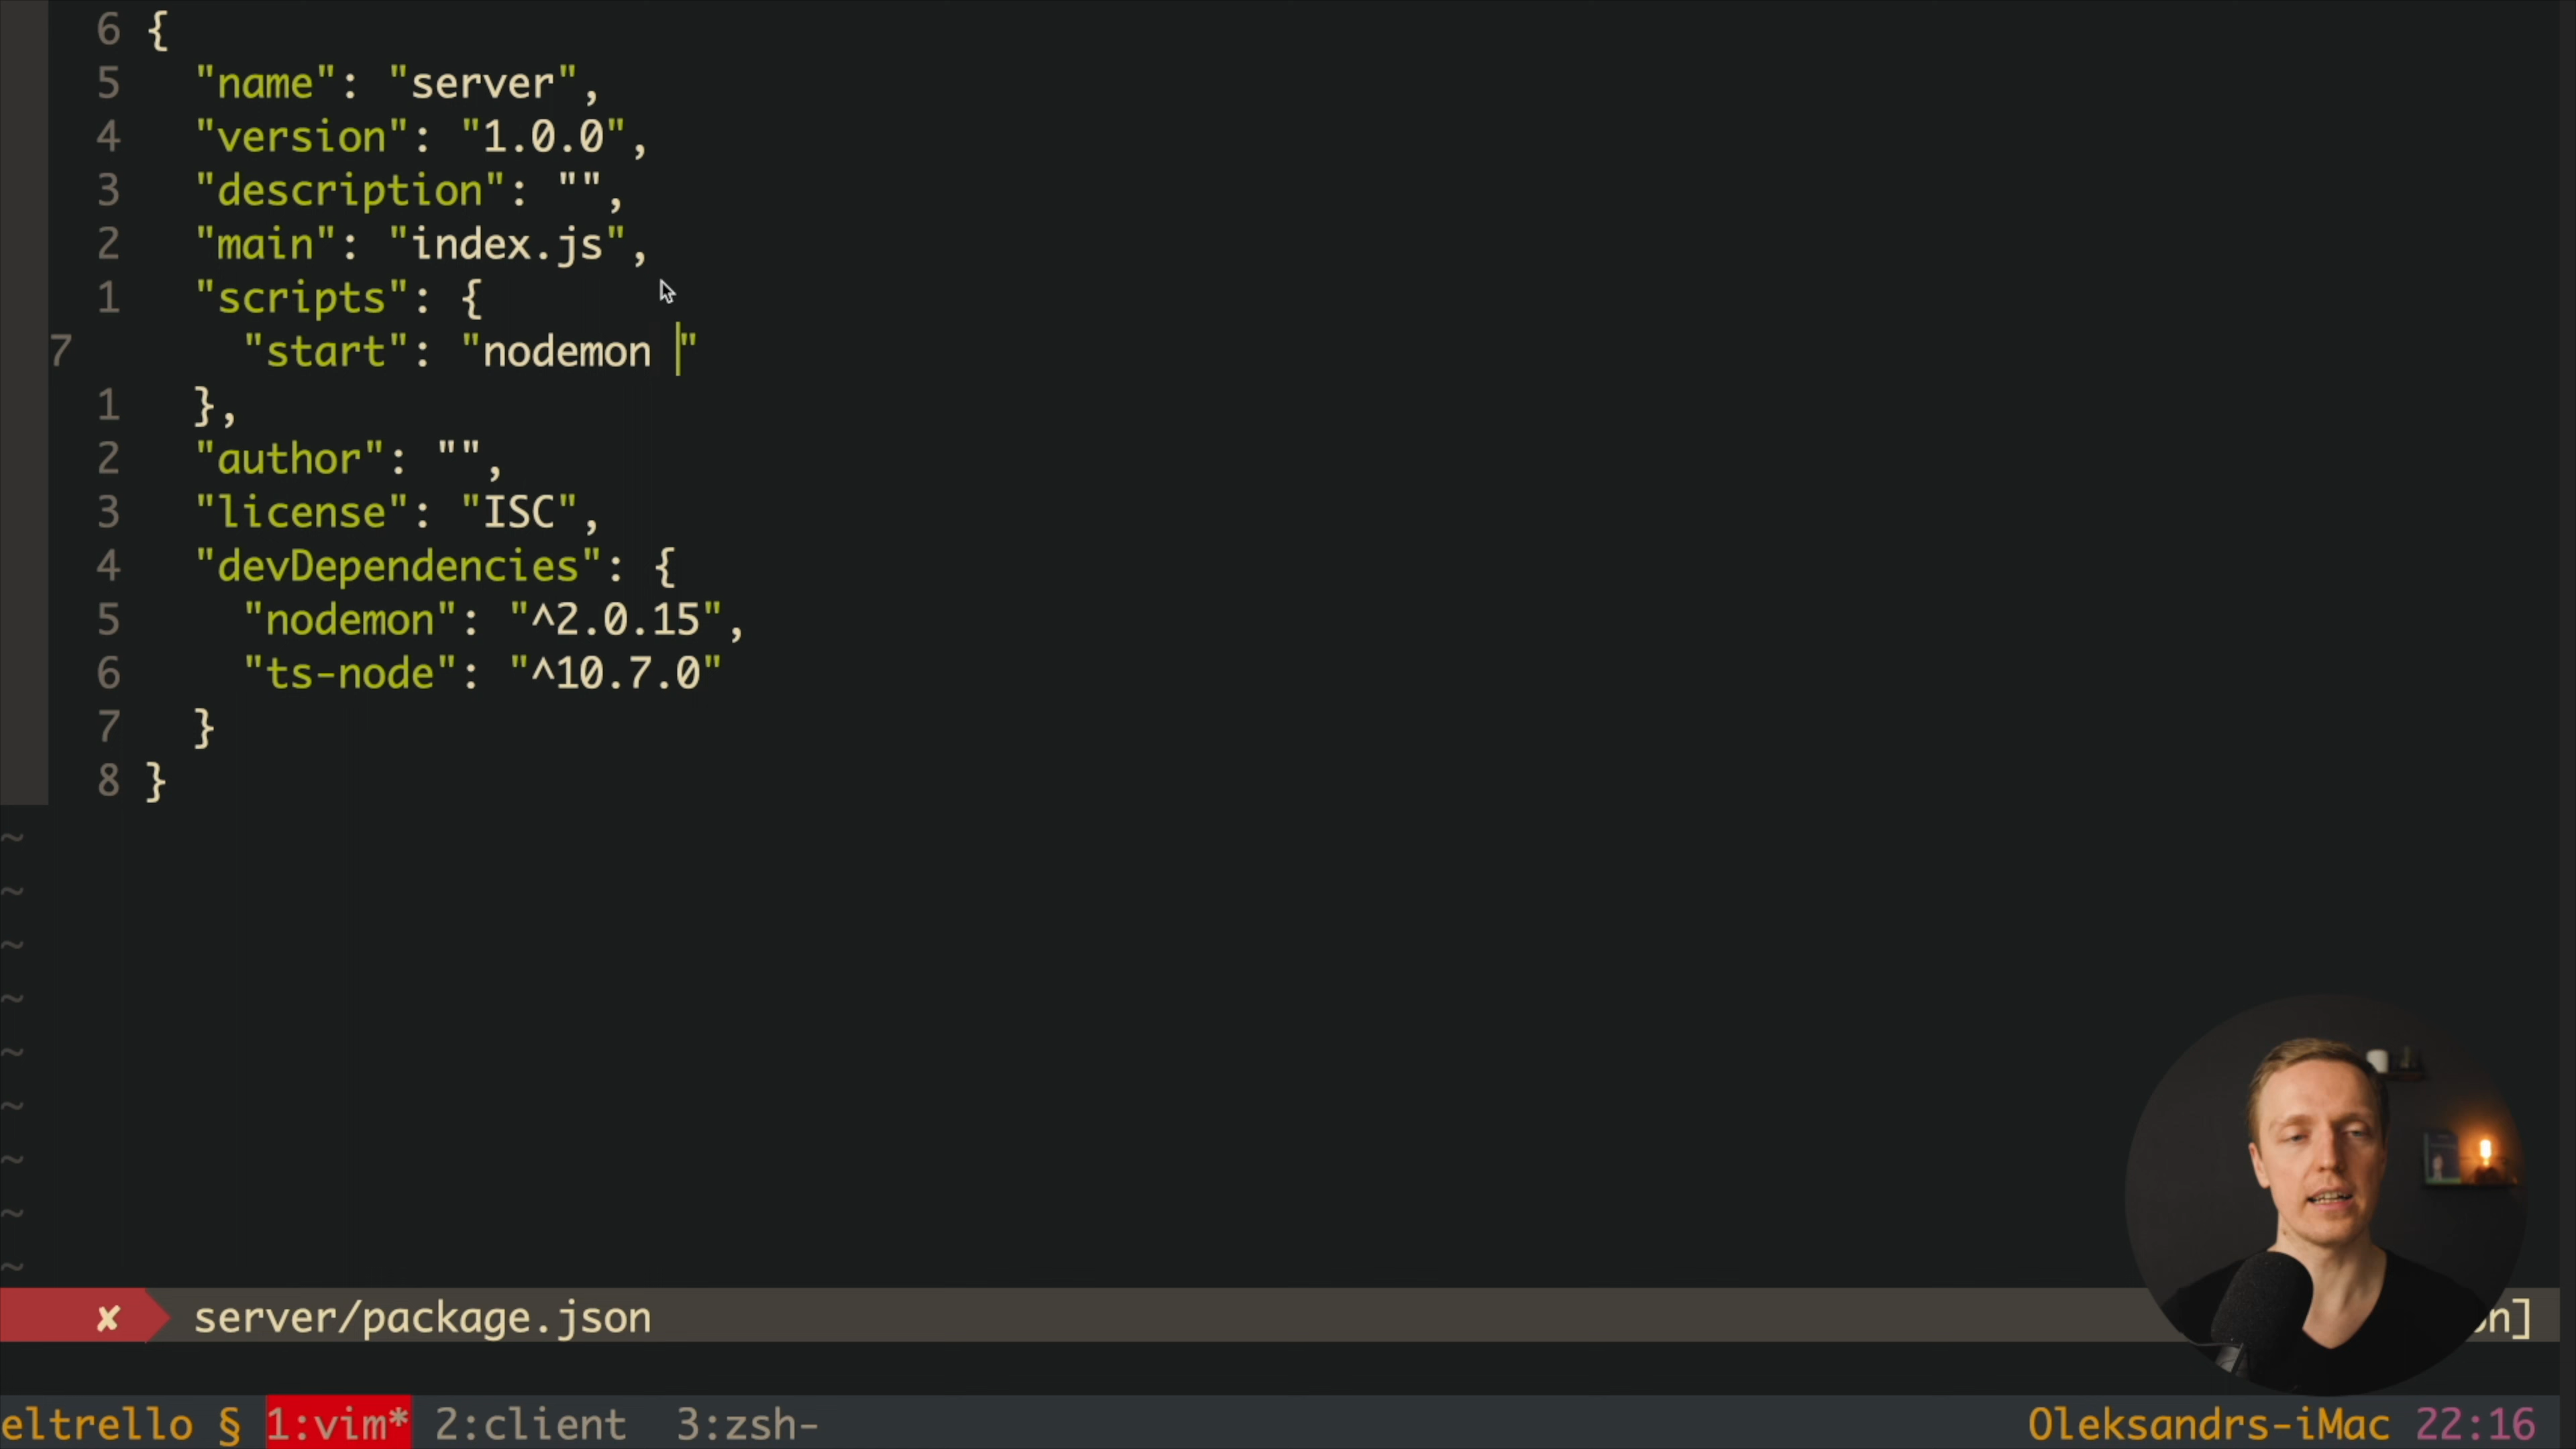 6 {
5 "name": "server",
4 "version": "1.0.0",
3 "description": "",
2 "main": "index.js",
1 "scripts": {
7 "start": "nodemon "
1 },
2 "author": "",
3 "license": "ISC",
4 "devDependencies": {
5 "nodemon": "^2.0.15",
6 "ts-node": "^10.7.0"
7 }
8 }
~
~
~
~
~
~
~
~
~
✘ server/package.json n]
eltrello § 1:vim* 2:client 3:zsh- Oleksandrs-iMac 22:16